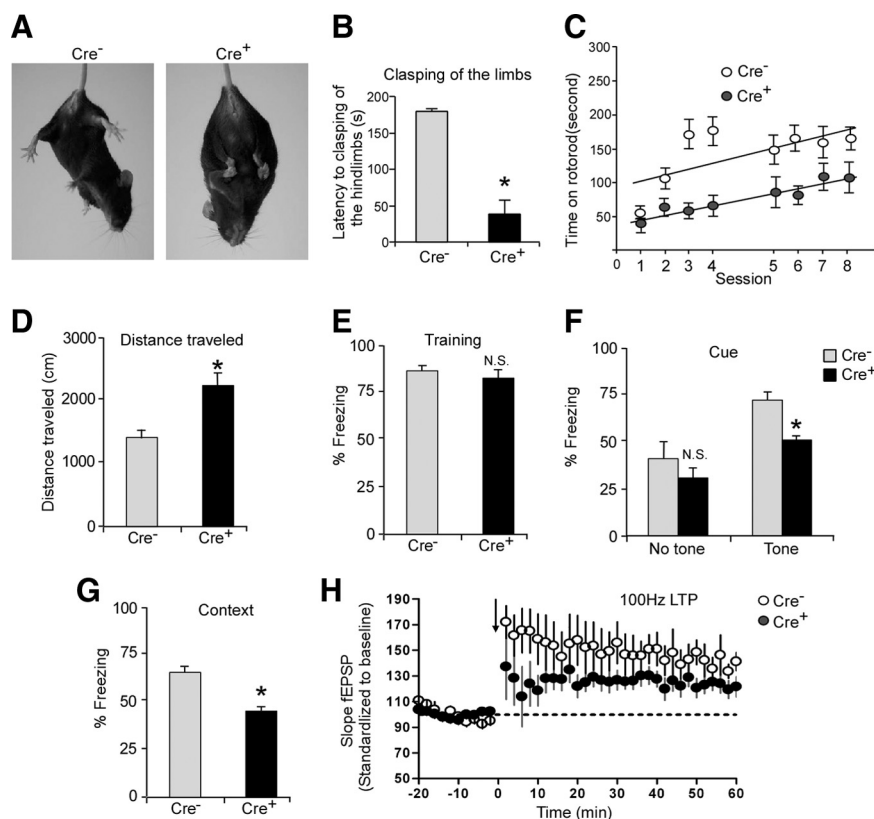 A
Cre-
Cre+
B
Clasping of the limbs
Latency to clasping of
the hindlimbs (s)
200
150
100
50
0
*
Cre-
Cre+
C
Time on rotorod(second)
300
250
200
150
100
50
0
1
2
3
4
5
6
7
8
Session
Cre-
Cre+
D
Distance traveled
Distance traveled (cm)
3000
2000
1000
0
*
Cre-
Cre+
E
Training
% Freezing
100
75
50
25
0
N.S.
Cre-
Cre+
F
Cue
% Freezing
100
75
50
25
0
N.S.
*
No tone
Tone
Cre-
Cre+
G
Context
% Freezing
100
75
50
25
0
*
Cre-
Cre+
H
100Hz LTP
Cre-
Cre+
Slope fEPSP
(Standardized to baseline)
190
170
150
130
110
90
70
50
-20
-10
0
10
20
30
40
50
60
Time (min)